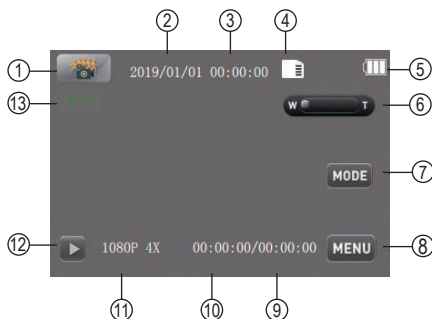 ② ③ ④
① 2019/01/01 00:00:00 ⑤
⑬ W T ⑥
MODE ⑦
⑫ 1080P 4X 00:00:00/00:00:00 MENU ⑧
⑪ ⑩ ⑨